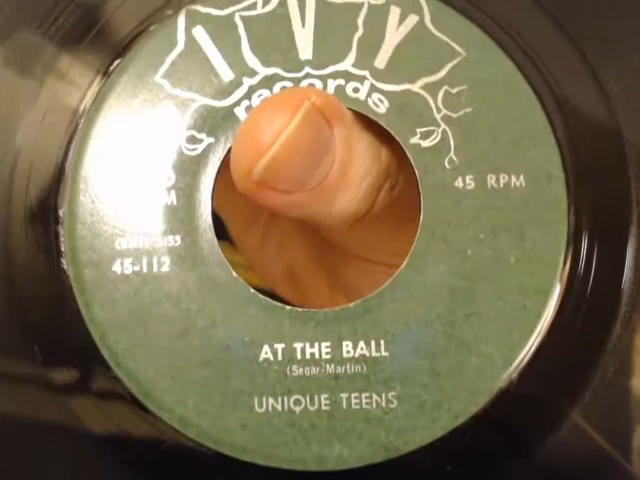 IVY
records
45 RPM
45-112
AT THE BALL
(Segar-Martin)
UNIQUE TEENS